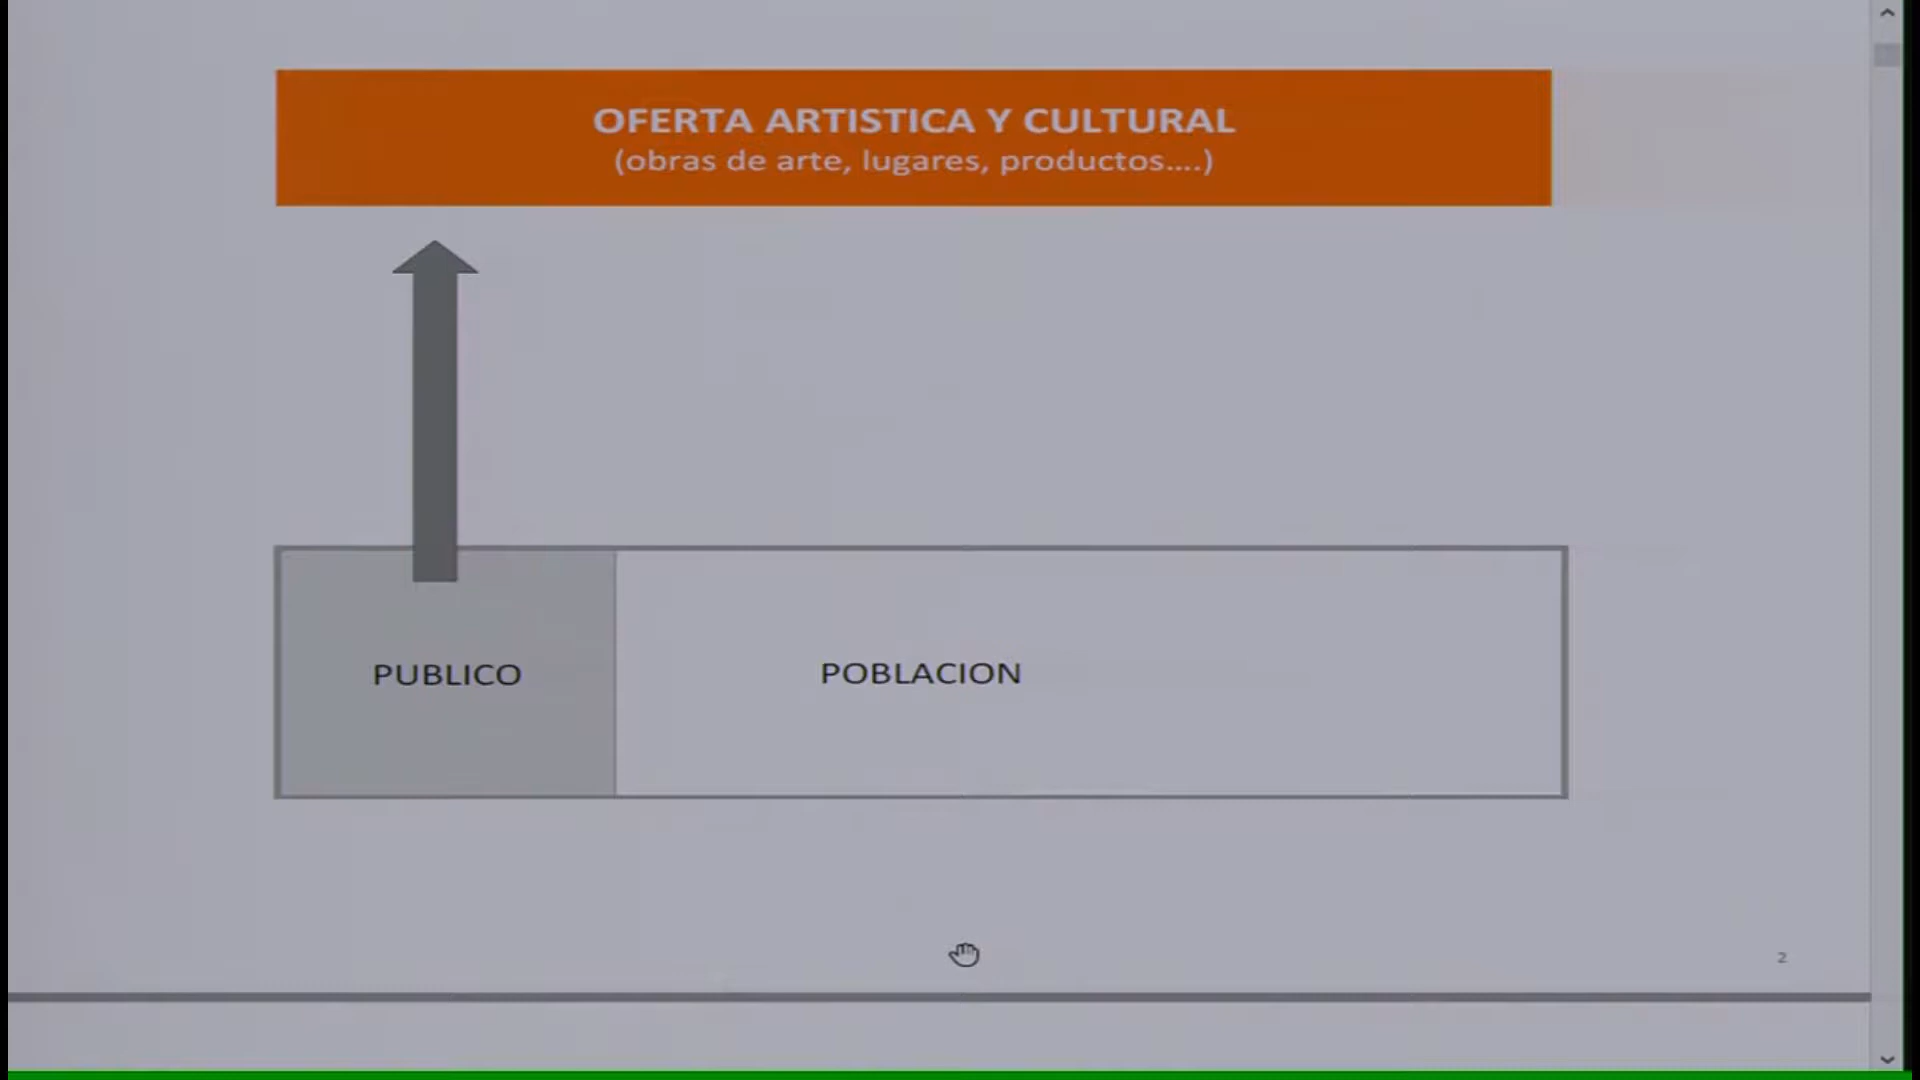 OFERTA ARTISTICA Y CULTURAL
(obras de arte, lugares, productos....)
PUBLICO
POBLACION
2